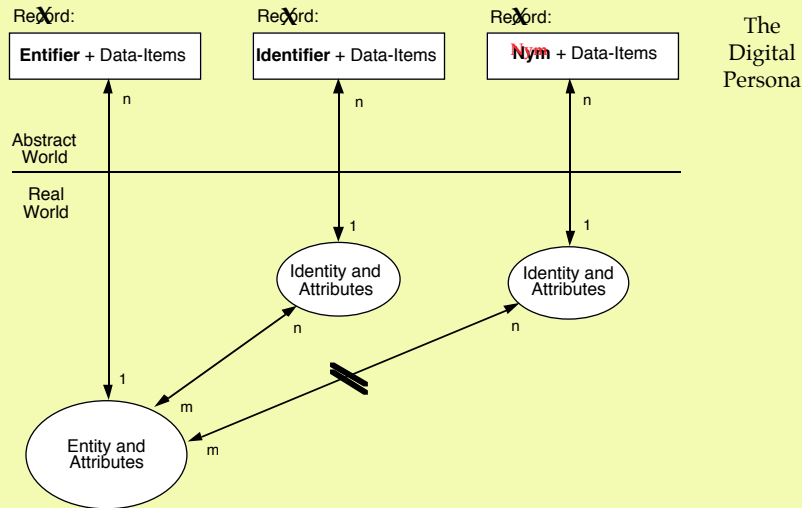 Record:
Record:
Record:
X
X
X
The
Digital
Persona
Entifier + Data-Items
Identifier + Data-Items
Nym + Data-Items
n
n
n
Abstract
World
Real
World
1
1
Identity and
Attributes
Identity and
Attributes
n
n
1
m
m
Entity and
Attributes